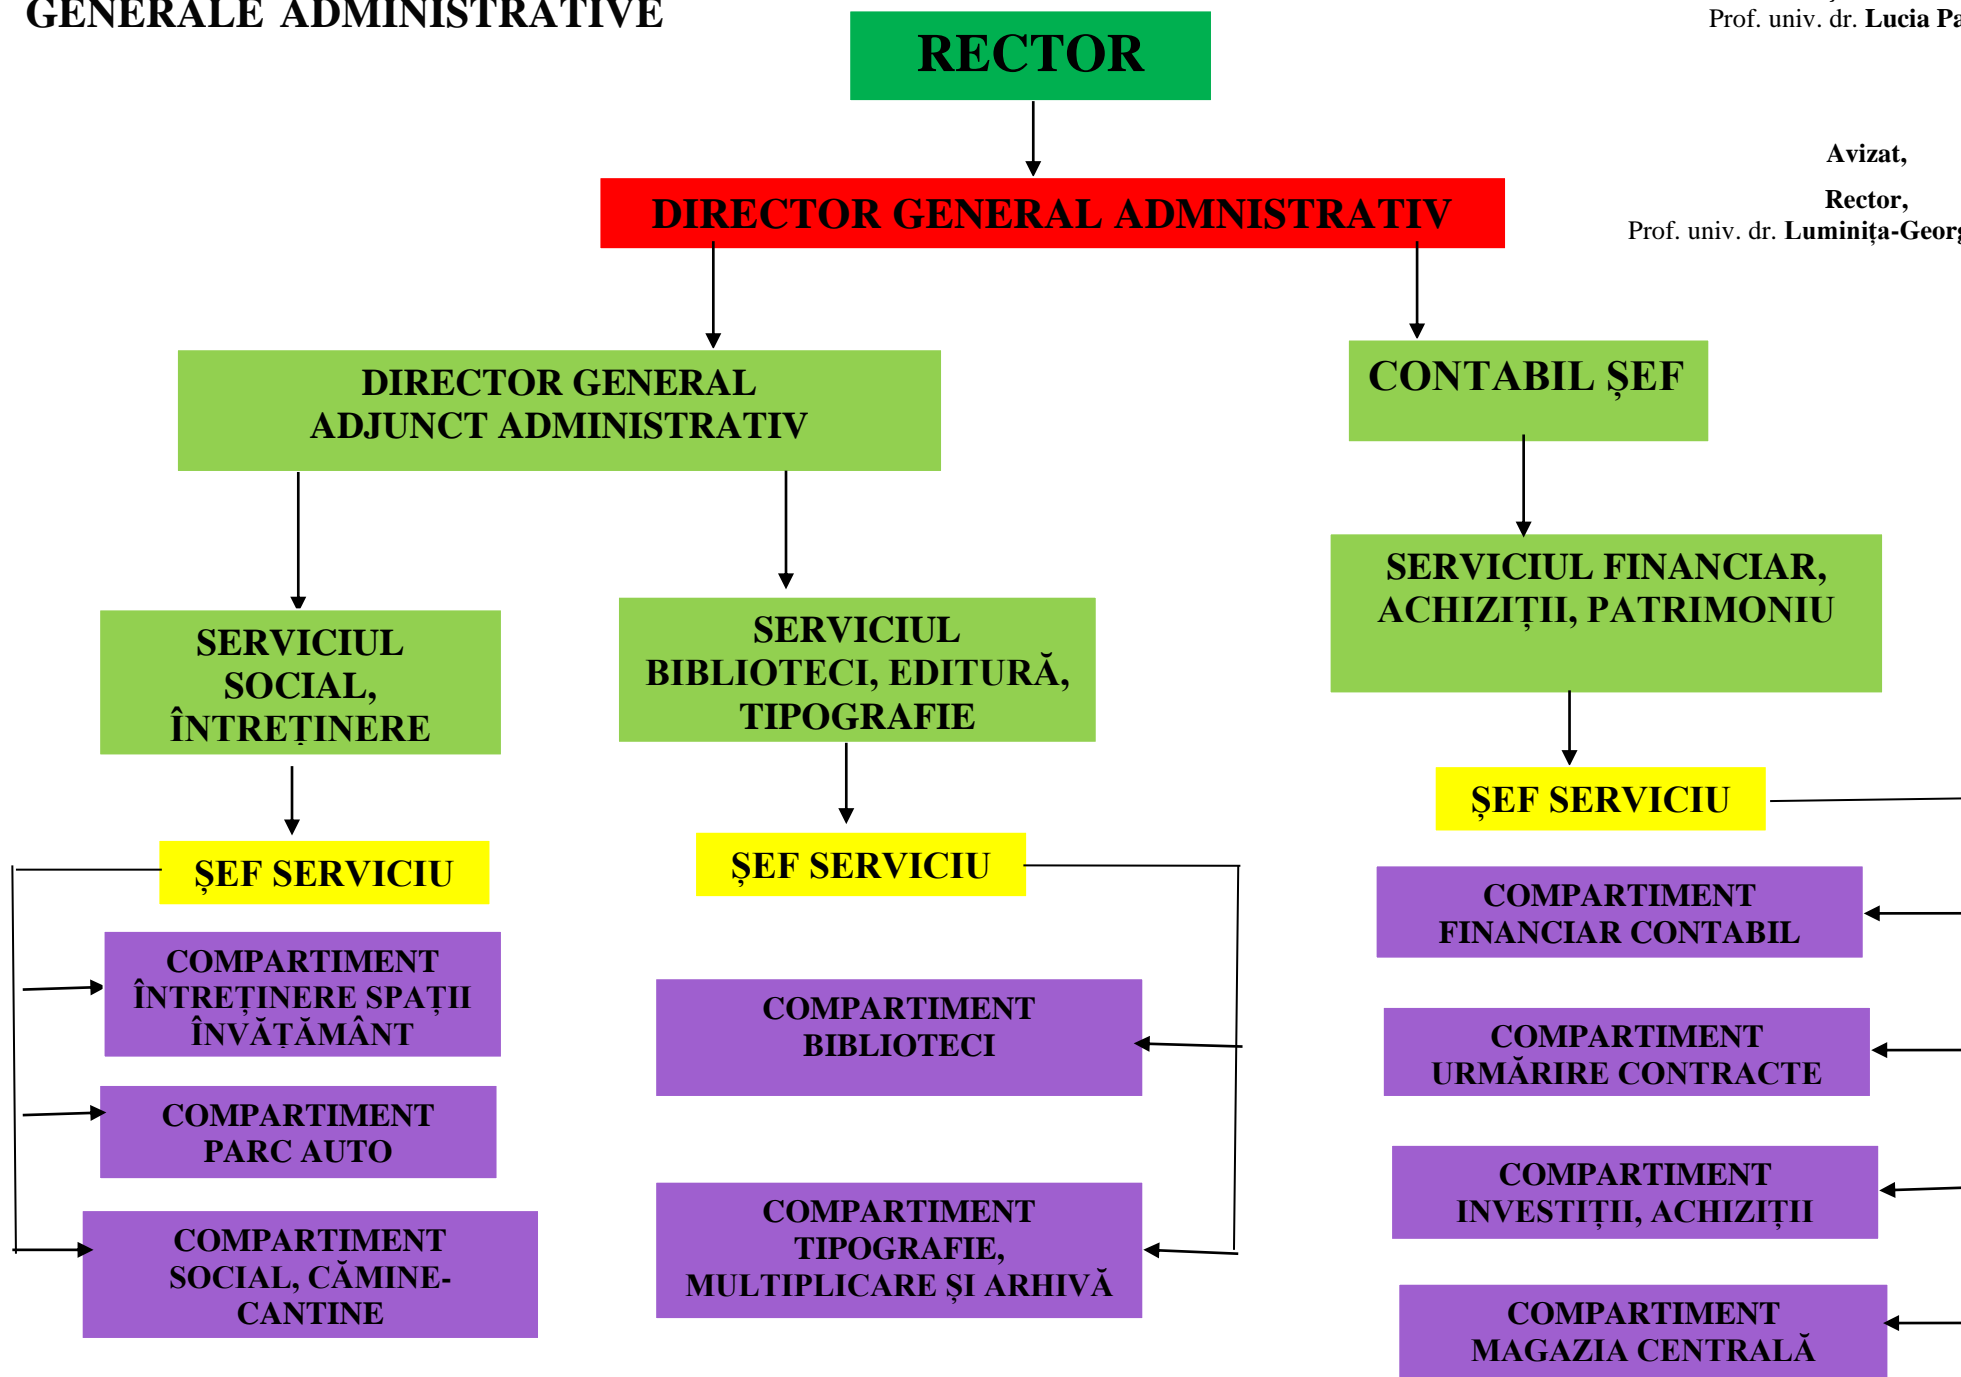 GENERALE ADMINISTRATIVE
Prof. univ. dr. Lucia
RECTOR
Avizat,
Rector,
Prof. univ. dr.
DIRECTOR GENERAL ADMNISTRATIV
DIRECTOR GENERAL
ADJUNCT ADMINISTRATIV
CONTABIL ȘEF
SERVICIUL FINANCIAR,
ACHIZIȚII, PATRIMONIU
SERVICIUL
SOCIAL,
ÎNTREȚINERE
SERVICIUL
BIBLIOTECI, EDITURĂ,
TIPOGRAFIE
ȘEF SERVICIU
ȘEF SERVICIU
ȘEF SERVICIU
COMPARTIMENT
ÎNTREȚINERE SPAȚII
ÎNVĂȚĂMÂNT
COMPARTIMENT
PARC AUTO
COMPARTIMENT
SOCIAL, CĂMINE-
CANTINE
COMPARTIMENT
BIBLIOTECI
COMPARTIMENT
TIPOGRAFIE,
MULTIPLICARE ȘI ARHIVĂ
COMPARTIMENT
FINANCIAR CONTABIL
COMPARTIMENT
URMĂRIRE CONTRACTE
COMPARTIMENT
INVESTIȚII, ACHIZIȚII
COMPARTIMENT
MAGAZIA CENTRALĂ